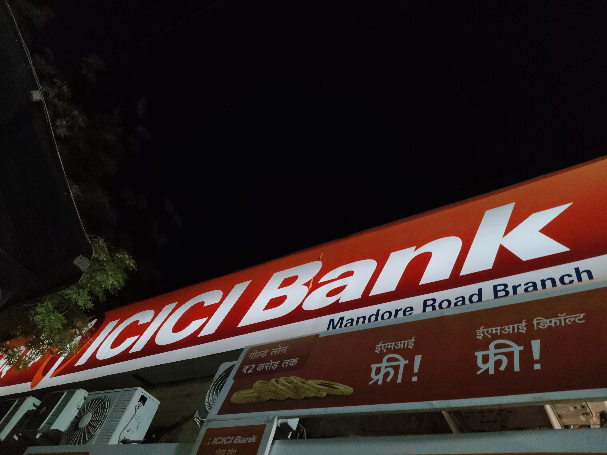 ICICI Bank
Mandore Road Branch
गोल्ड लोन
₹2 करोड़ तक
ईएमआई
फ्री!
ईएमआई डिफॉल्ट
फ्री!
ICICI Bank